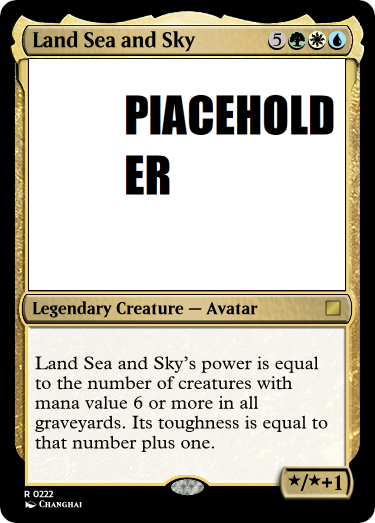 Land Sea and Sky 5
PIACEHOLD
ER
Legendary Creature — Avatar
Land Sea and Sky's power is equal
to the number of creatures with
mana value 6 or more in all
graveyards. Its toughness is equal to
that number plus one.
★/★+1
R 0222
CHANGHAI